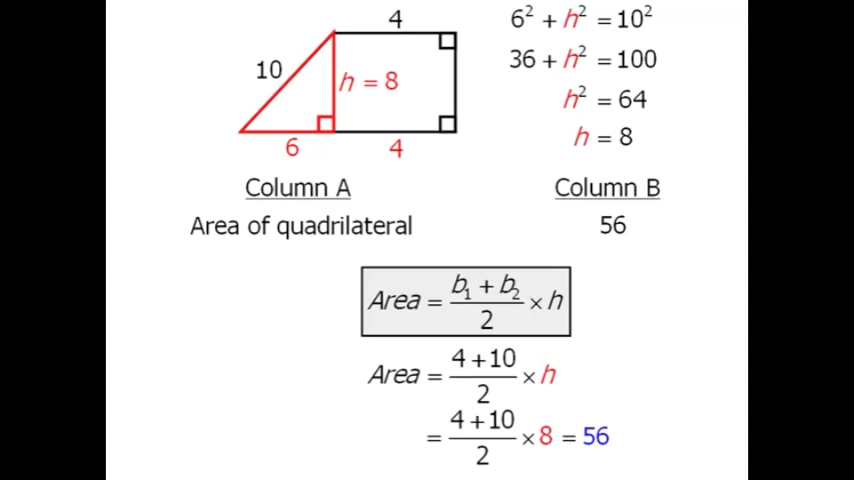 4
10
h = 8
6
4
6² + h² = 10²
36 + h² = 100
h² = 64
h = 8
Column A
Column B
Area of quadrilateral
56
Area = (b₁ + b₂)/2 × h
Area = (4 + 10)/2 × h
= (4 + 10)/2 × 8 = 56